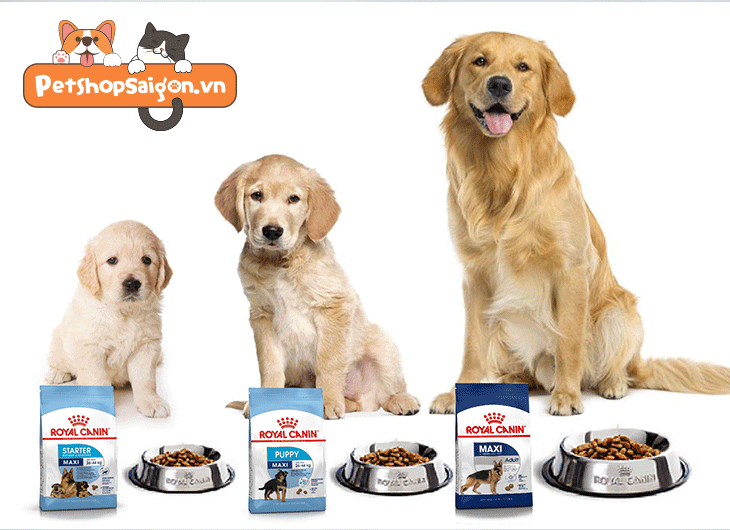 PetShopSaigon.vn
ROYAL CANIN
STARTER
MAXI
ROYAL CANIN
PUPPY
MAXI
ROYAL CANIN
MAXI
Adult
ROYAL CANIN
ROYAL CANIN
ROYAL CANIN